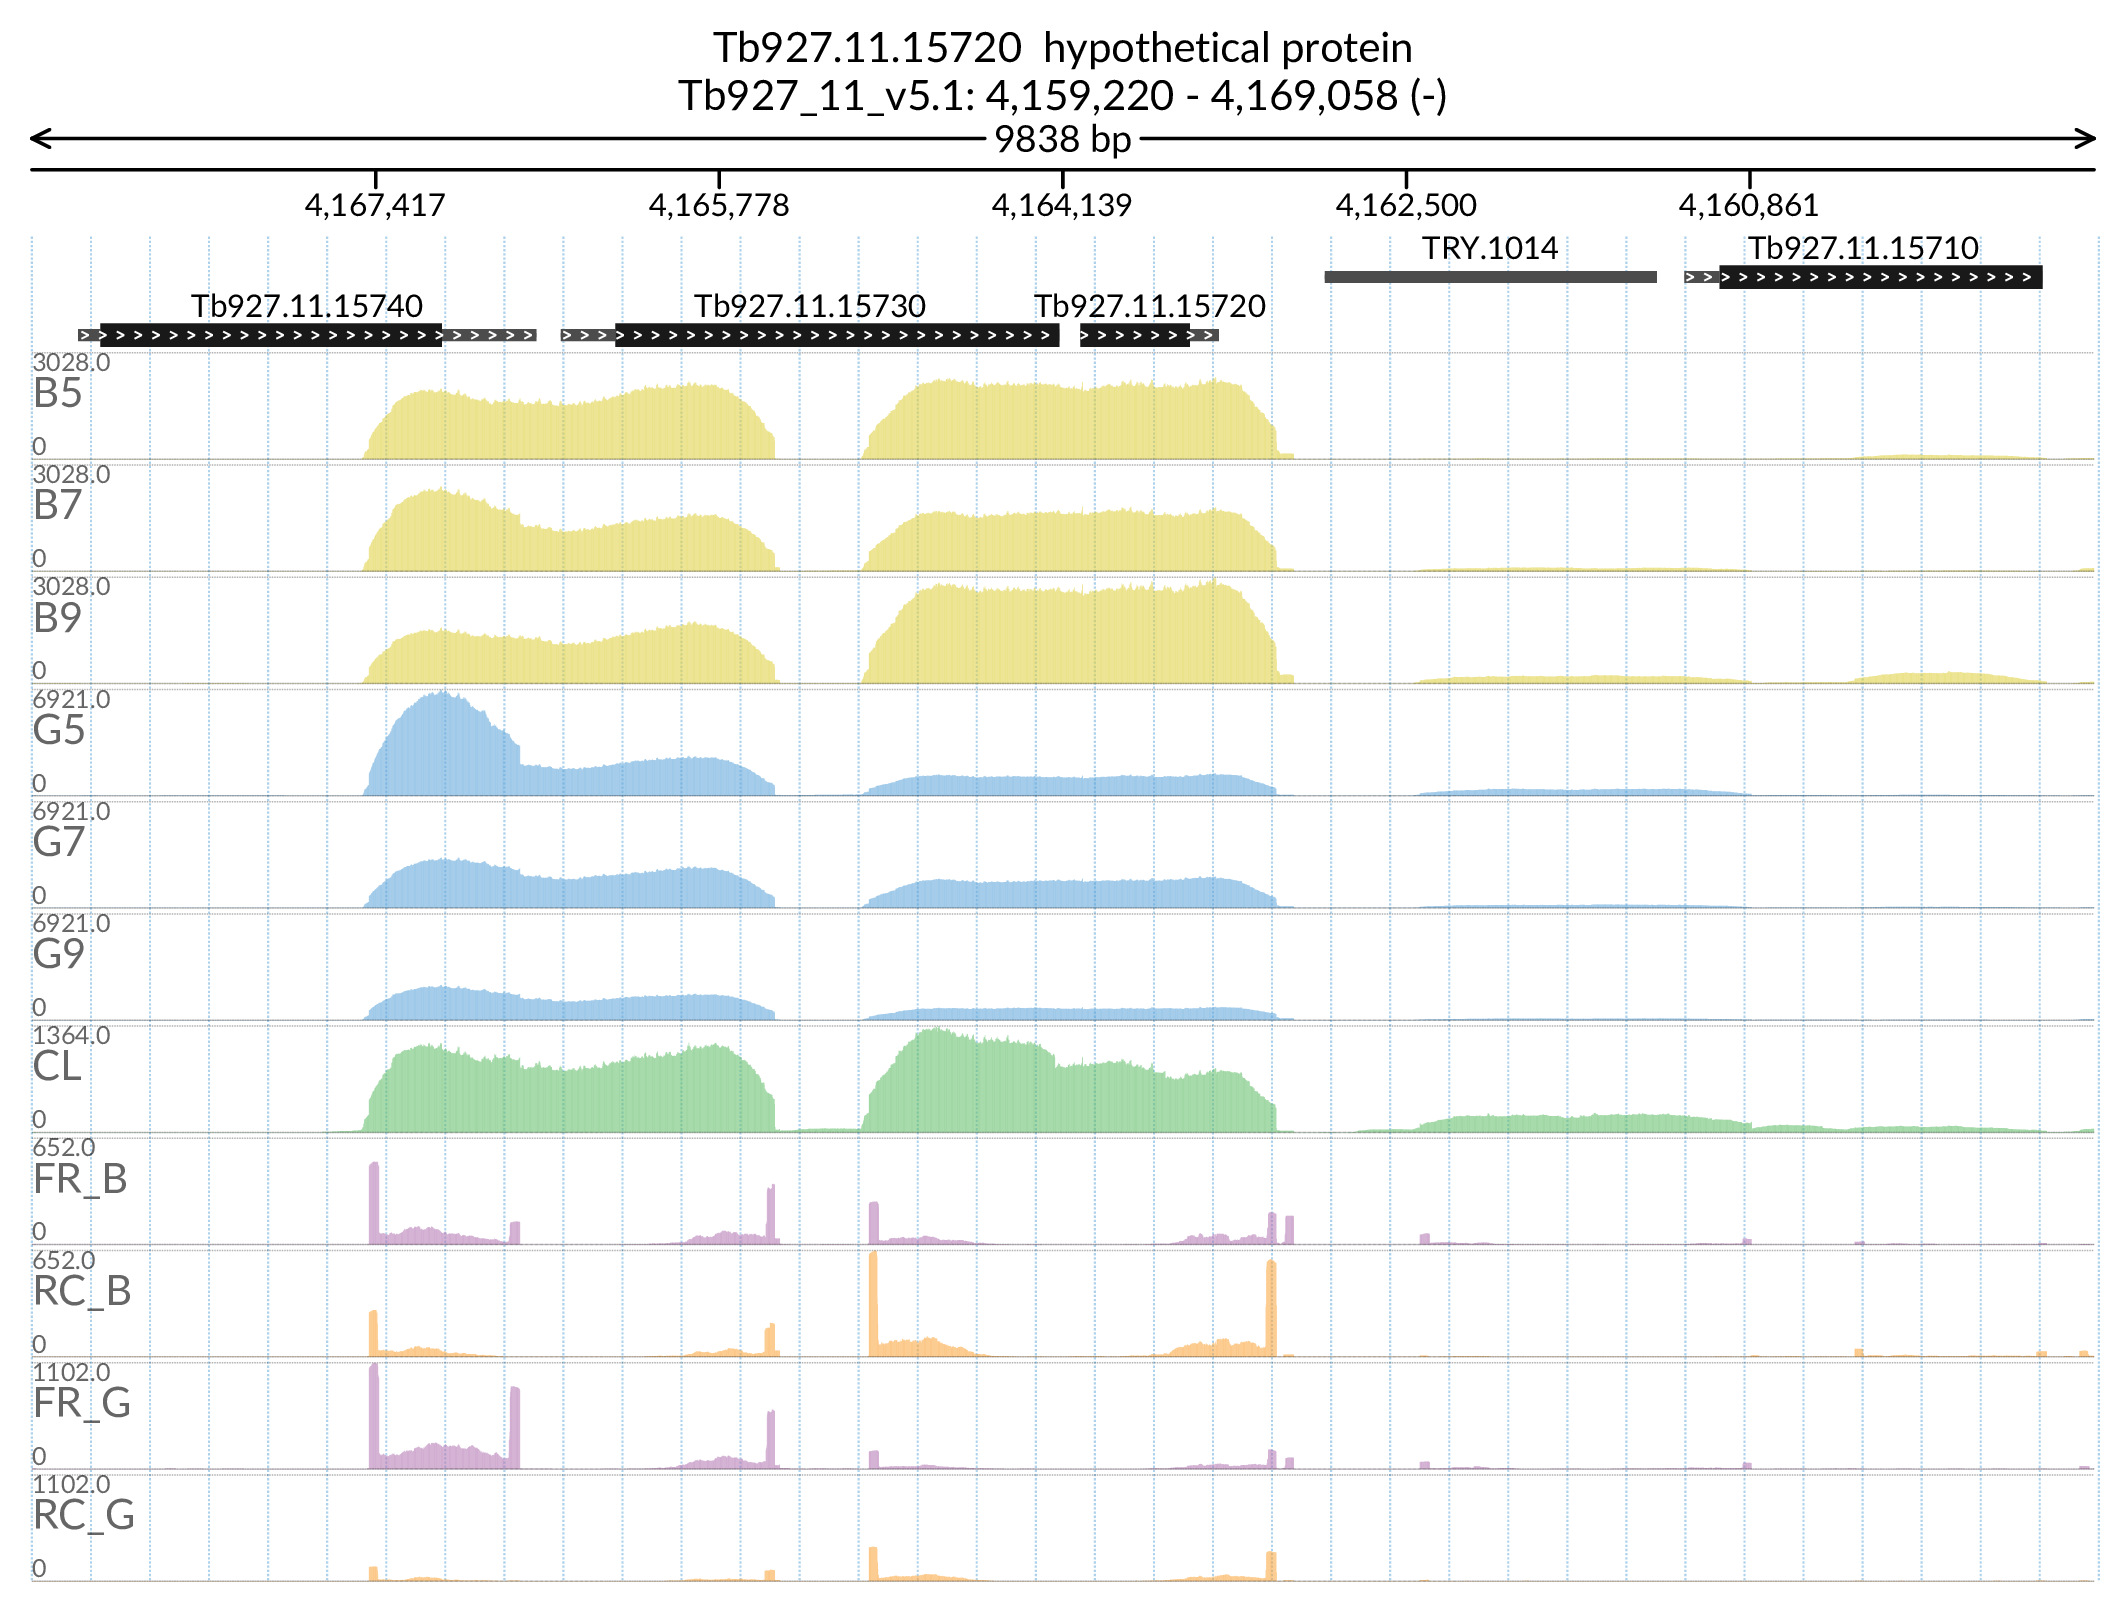 Tb927.11.15720 hypothetical protein
Tb927_11_v5.1: 4,159,220 - 4,169,058 (-)
9838 bp
4,167,417 4,165,778 4,164,139 4,162,500 4,160,861
TRY.1014 Tb927.11.15710
Tb927.11.15740 Tb927.11.15730 Tb927.11.15720
3028.0
B5
0
3028.0
B7
0
3028.0
B9
0
6921.0
G5
0
6921.0
G7
0
6921.0
G9
0
1364.0
CL
0
652.0
FR_B
0
652.0
RC_B
0
1102.0
FR_G
0
1102.0
RC_G
0